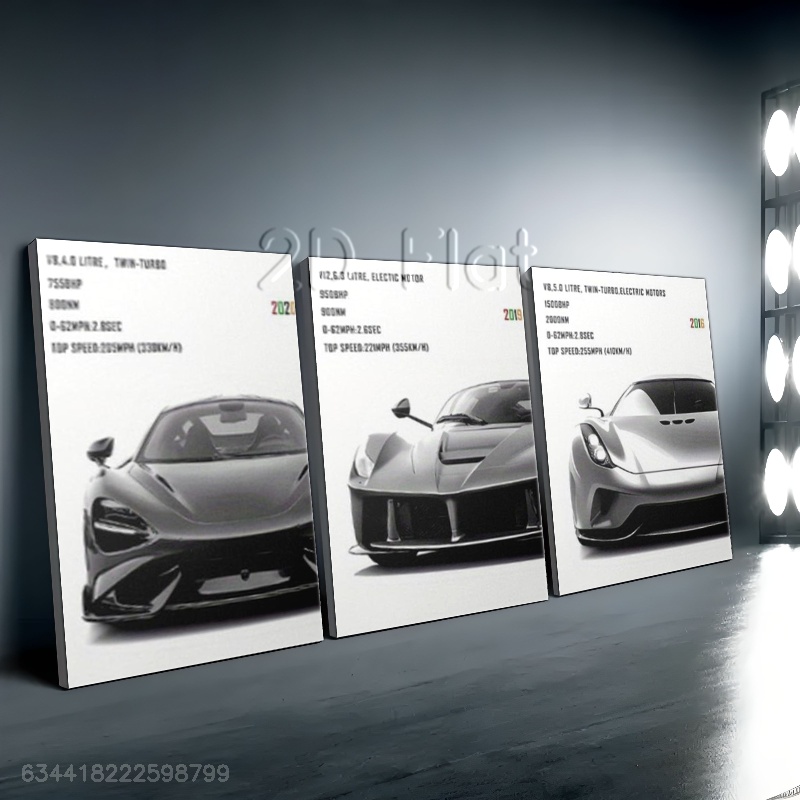 2D Flat
V8,4.0 LITRE, TWIN-TURBO
755BHP
800NM
0-62MPH:2.8SEC
TOP SPEED:205MPH (330KM/H)
2020
V12,6.0 LITRE, ELECTIC MOTOR
950BHP
900NM
0-62MPH:2.6SEC
TOP SPEED:221MPH (355KM/H)
2019
V8,5.0 LITRE, TWIN-TURBO,ELECTRIC MOTORS
1500BHP
2000NM
0-62MPH:2.8SEC
TOP SPEED:255MPH (410KM/H)
2016
634418222598799